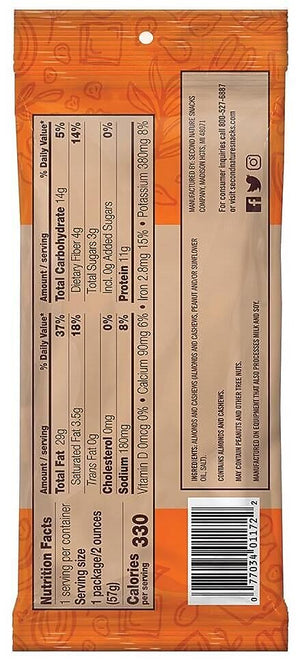 Nutrition Facts
1 serving per container
Serving size
1 package/2 ounces
(57g)
Calories 330
per serving
Amount / serving % Daily Value*
Total Fat 29g 37%
Saturated Fat 3.5g 18%
Trans Fat 0g
Cholesterol 0mg 0%
Sodium 180mg 8%
Amount / serving % Daily Value*
Total Carbohydrate 14g 5%
Dietary Fiber 4g 14%
Total Sugars 3g
Incl. 0g Added Sugars 0%
Protein 11g
Vitamin D 0mcg 0% • Calcium 90mg 6% • Iron 2.8mg 15% • Potassium 380mg 8%
INGREDIENTS: ALMONDS AND CASHEWS (ALMONDS AND CASHEWS, PEANUT AND/OR SUNFLOWER
OIL, SALT).
CONTAINS ALMONDS AND CASHEWS.
MAY CONTAIN PEANUTS AND OTHER TREE NUTS.
MANUFACTURED ON EQUIPMENT THAT ALSO PROCESSES MILK AND SOY.
MANUFACTURED BY: SECOND NATURE SNACKS
COMPANY, MADISON HGTS, MI 48071
For consumer inquiries call 800-527-6887
or visit secondnaturesnacks.com.
0 77034 01172 2